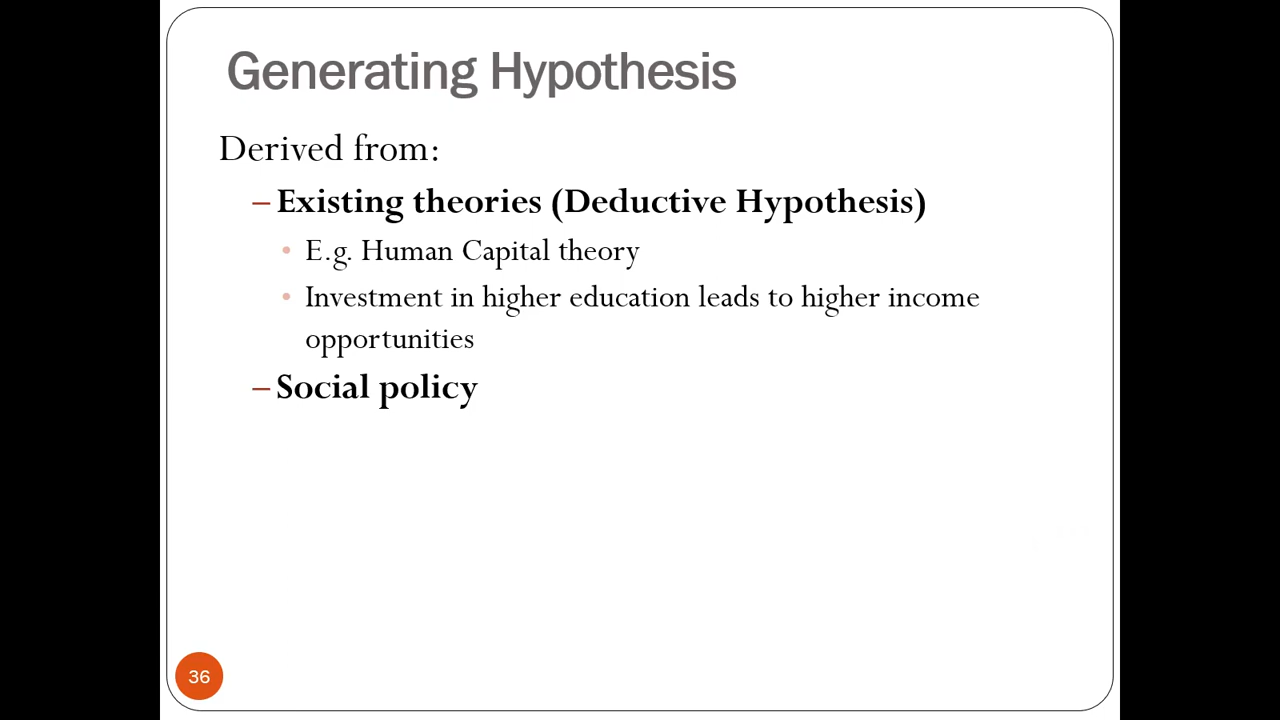 Generating Hypothesis
Derived from:
– Existing theories (Deductive Hypothesis)
• E.g. Human Capital theory
• Investment in higher education leads to higher income
opportunities
– Social policy
36